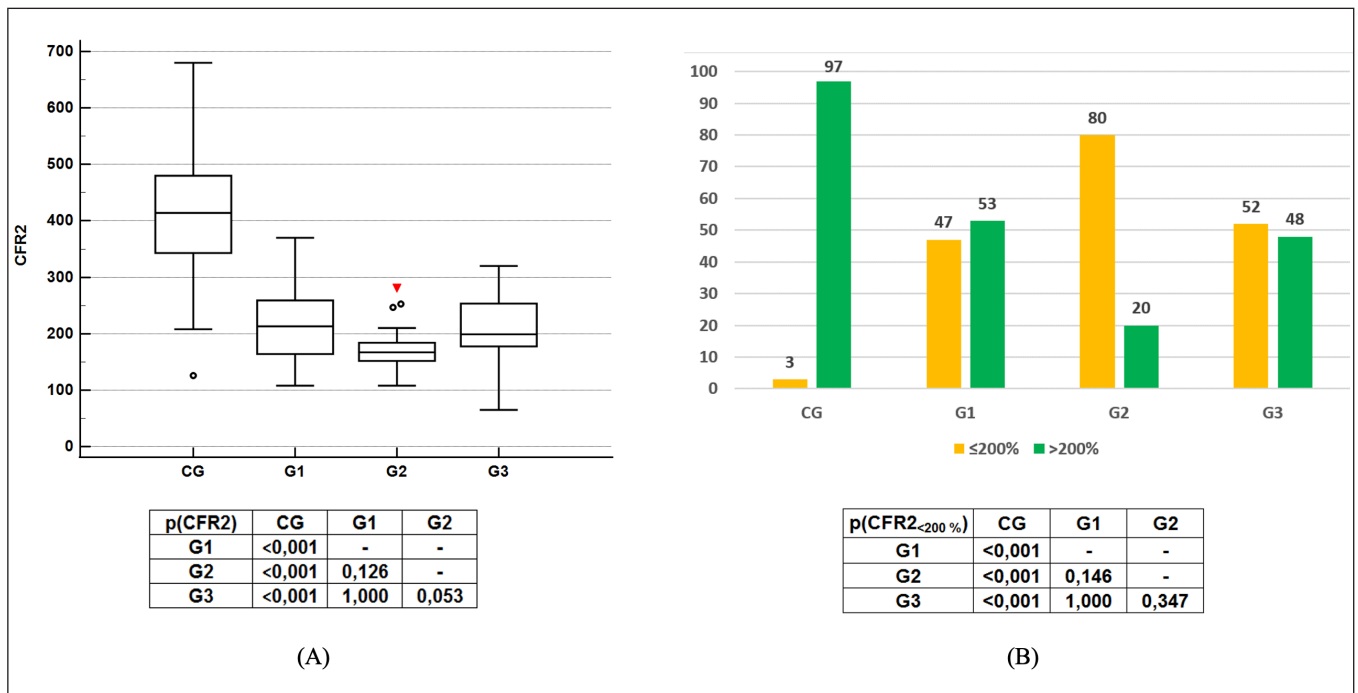 700
600
500
400
300
200
100
0
CFR2
CG G1 G2 G3
p(CFR2) CG G1 G2
G1 <0,001 - -
G2 <0,001 0,126 -
G3 <0,001 1,000 0,053
(A)
100
90
80
70
60
50
40
30
20
10
0
3 97 47 53 80 20 52 48
CG G1 G2 G3
≤200% >200%
p(CFR2<200 %) CG G1 G2
G1 <0,001 - -
G2 <0,001 0,146 -
G3 <0,001 1,000 0,347
(B)